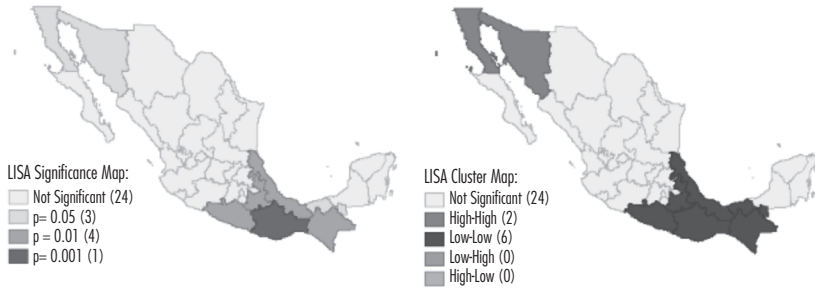 LISA Significance Map:
Not Significant (24)
p= 0.05 (3)
p= 0.01 (4)
p= 0.001 (1)
LISA Cluster Map:
Not Significant (24)
High-High (2)
Low-Low (6)
Low-High (0)
High-Low (0)